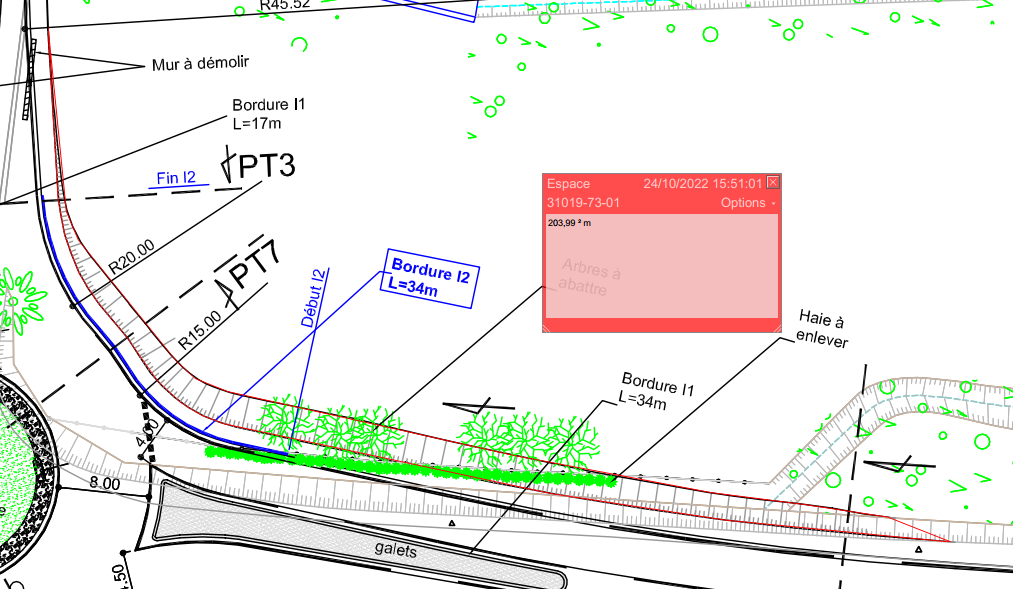 R45.52
Mur à démolir
Bordure I1
L=17m
PT3
Fin I2
Espace
24/10/2022 15:51:01
31019-73-01
Options
203,99 ² m
R20.00
PT7
Bordure I2
L=34m
Arbres à
abattre
Début I2
R15.00
Haie à
enlever
Bordure I1
L=34m
4.00
8.00
galets